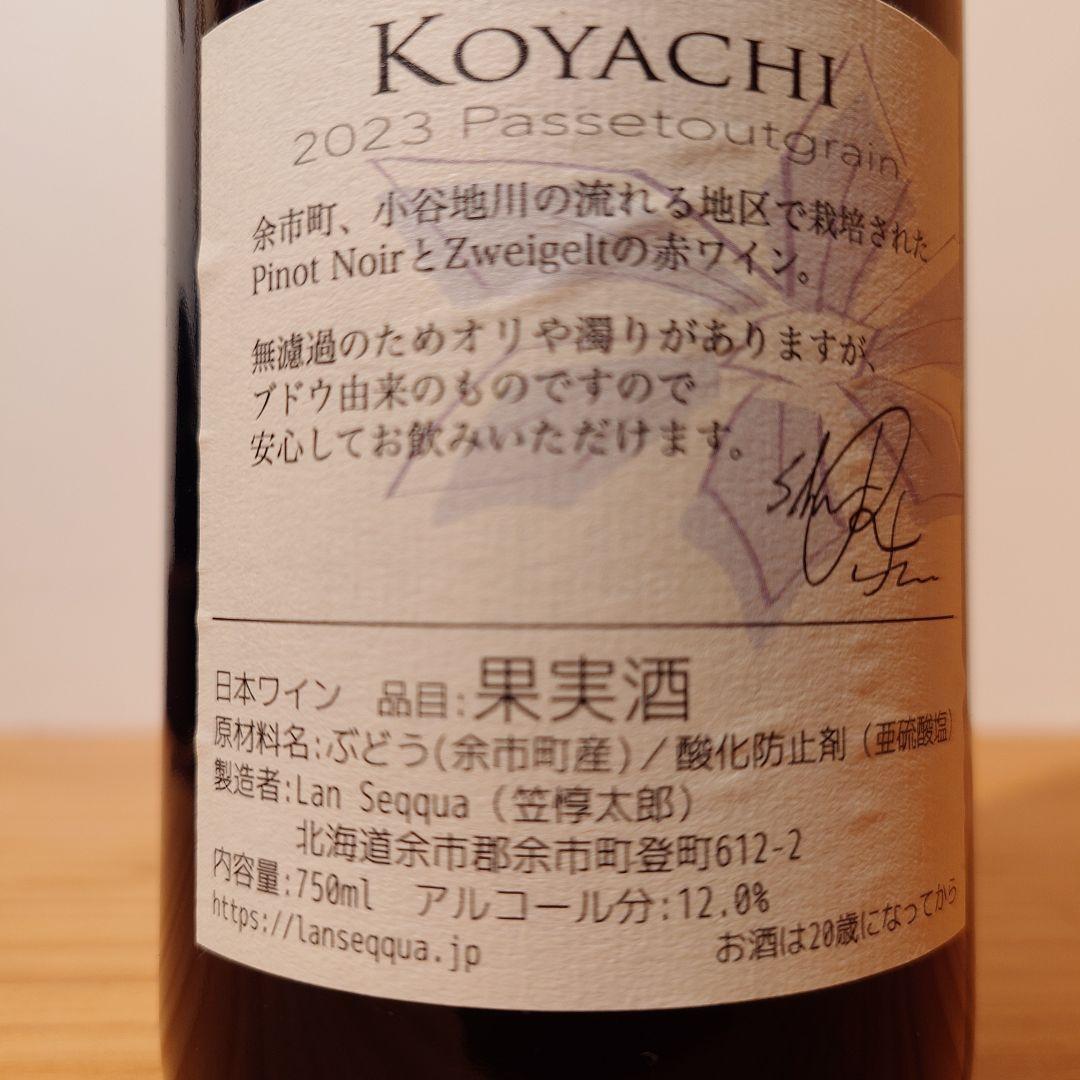 KOYACHI
2023 Passetoutgrain
余市町、小谷地川の流れる地区で栽培された
Pinot NoirとZweigeltの赤ワイン。
無濾過のためオリや濁りがありますが、
ブドウ由来のものですので
安心してお飲みいただけます。
日本ワイン 品目:果実酒
原材料名:ぶどう(余市町産)/酸化防止剤(亜硫酸塩)
製造者:Lan Seqqua(笠惇太郎)
北海道余市郡余市町登町612-2
内容量:750ml アルコール分:12.0%
https://lanseqqua.jp
お酒は20歳になってから